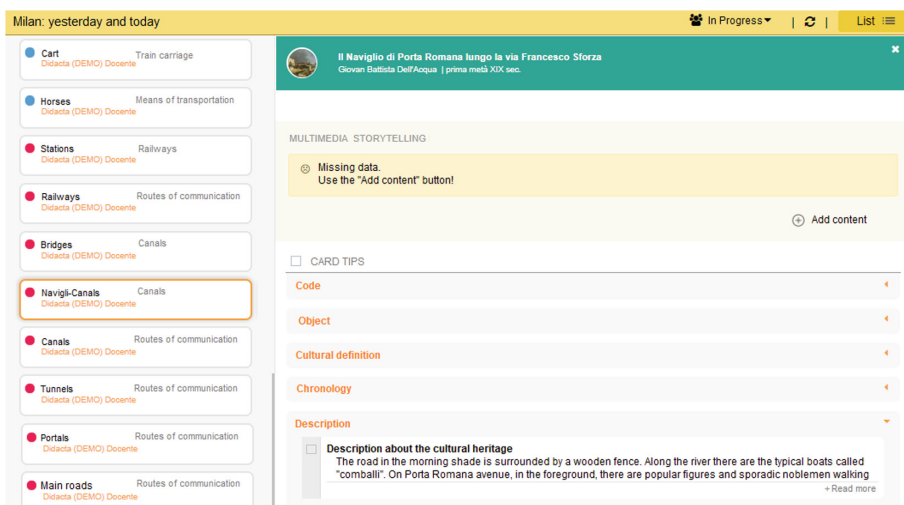 Milan: yesterday and today
In Progress
|
|
List
Cart Train carriage
Didacta (DEMO) Docente
Horses Means of transportation
Didacta (DEMO) Docente
Stations Railways
Didacta (DEMO) Docente
Railways Routes of communication
Didacta (DEMO) Docente
Bridges Canals
Didacta (DEMO) Docente
Navigli-Canals Canals
Didacta (DEMO) Docente
Canals Routes of communication
Didacta (DEMO) Docente
Tunnels Routes of communication
Didacta (DEMO) Docente
Portals Routes of communication
Didacta (DEMO) Docente
Main roads Routes of communication
Didacta (DEMO) Docente
Il Naviglio di Porta Romana lungo la via Francesco Sforza
Giovan Battista Dell'Acqua | prima metà XIX sec.
MULTIMEDIA STORYTELLING
Missing data.
Use the "Add content" button!
Add content
CARD TIPS
Code
Object
Cultural definition
Chronology
Description
Description about the cultural heritage
The road in the morning shade is surrounded by a wooden fence. Along the river there are the typical boats called
"comballi". On Porta Romana avenue, in the foreground, there are popular figures and sporadic noblemen walking
+ Read more